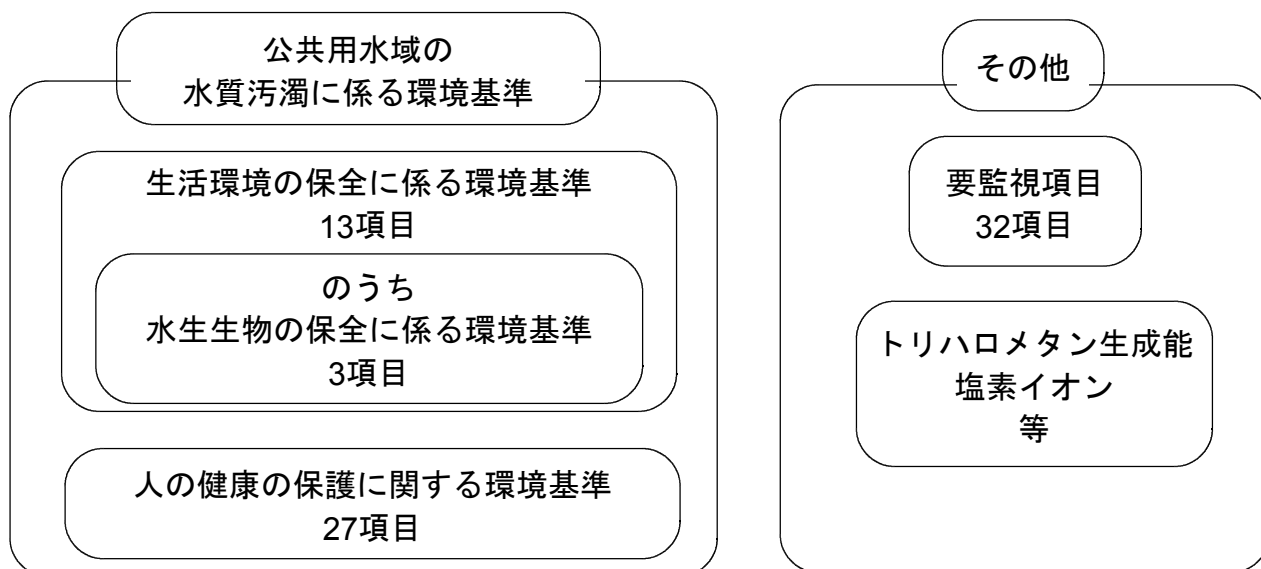 公共用水域の
水質汚濁に係る環境基準
生活環境の保全に係る環境基準
13項目
のうち
水生生物の保全に係る環境基準
3項目
人の健康の保護に関する環境基準
27項目
その他
要監視項目
32項目
トリハロメタン生成能
塩素イオン
等